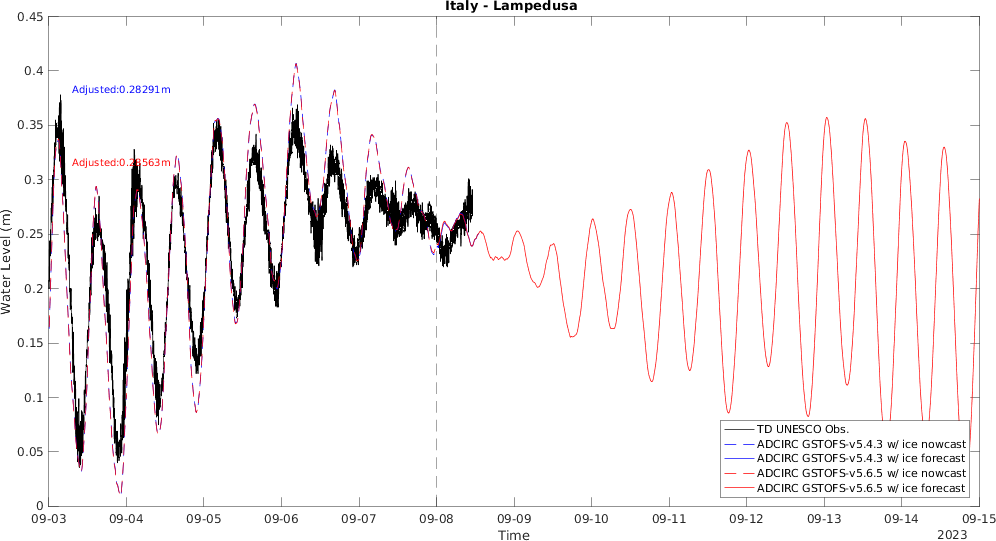 Italy - Lampedusa
0.45
0.4
0.35
0.3
0.25
0.2
0.15
0.1
0.05
0
Water Level (m)
Adjusted:0.28291m
Adjusted:0.28563m
TD UNESCO Obs.
ADCIRC GSTOFS-v5.4.3 w/ ice nowcast
ADCIRC GSTOFS-v5.4.3 w/ ice forecast
ADCIRC GSTOFS-v5.6.5 w/ ice nowcast
ADCIRC GSTOFS-v5.6.5 w/ ice forecast
09-03 09-04 09-05 09-06 09-07 09-08 09-09 09-10 09-11 09-12 09-13 09-14 09-15
Time
2023